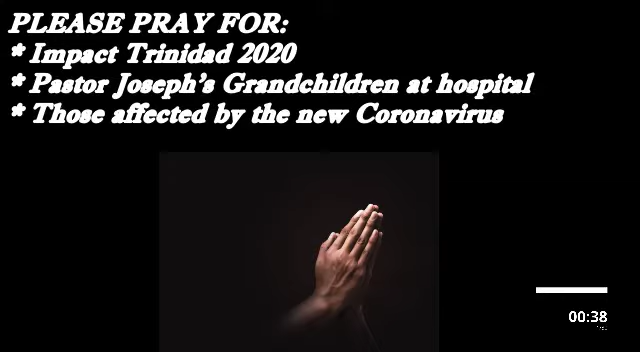 PLEASE PRAY FOR:
* Impact Trinidad 2020
* Pastor Joseph's Grandchildren at hospital
* Those affected by the new Coronavirus
00:38